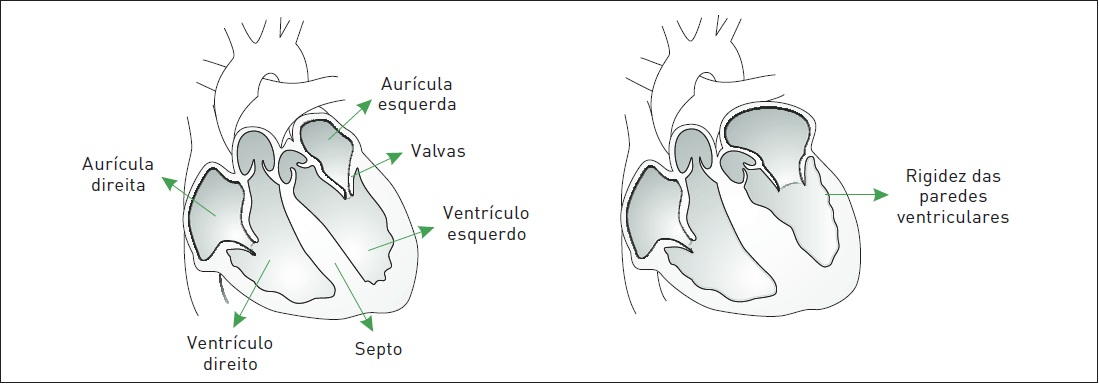 Aurícula
esquerda
Valvas
Aurícula
direita
Ventrículo
esquerdo
Ventrículo
direito
Septo
Rigidez das
paredes
ventriculares